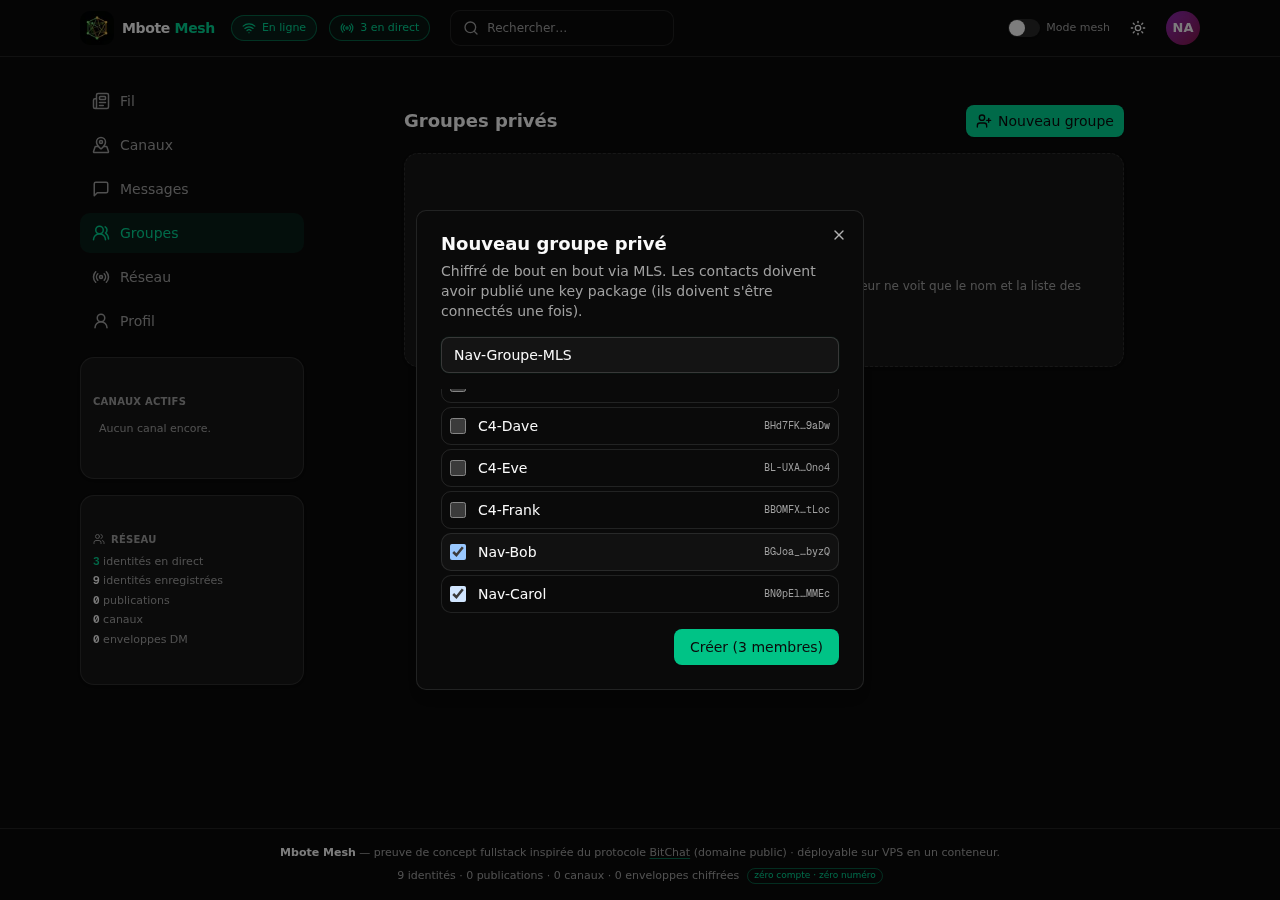 Mbote Mesh
En ligne
3 en direct
Rechercher…
Mode mesh
NA
Fil
Canaux
Messages
Groupes
Réseau
Profil
CANAUX ACTIFS
Aucun canal encore.
RÉSEAU
3 identités en direct
9 identités enregistrées
0 publications
0 canaux
0 enveloppes DM
Groupes privés
Nouveau groupe
eur ne voit que le nom et la liste des
Nouveau groupe privé
Chiffré de bout en bout via MLS. Les contacts doivent
avoir publié une key package (ils doivent s'être
connectés une fois).
Nav-Groupe-MLS
C4-Dave BHd7FK…9aDw
C4-Eve BL-UXA…Ono4
C4-Frank BBOMFX…tLoc
Nav-Bob BGJoa_…byzQ
Nav-Carol BN0pEl…MMEc
Créer (3 membres)
Mbote Mesh — preuve de concept fullstack inspirée du protocole BitChat (domaine public) · déployable sur VPS en un conteneur.
9 identités · 0 publications · 0 canaux · 0 enveloppes chiffrées zéro compte · zéro numéro